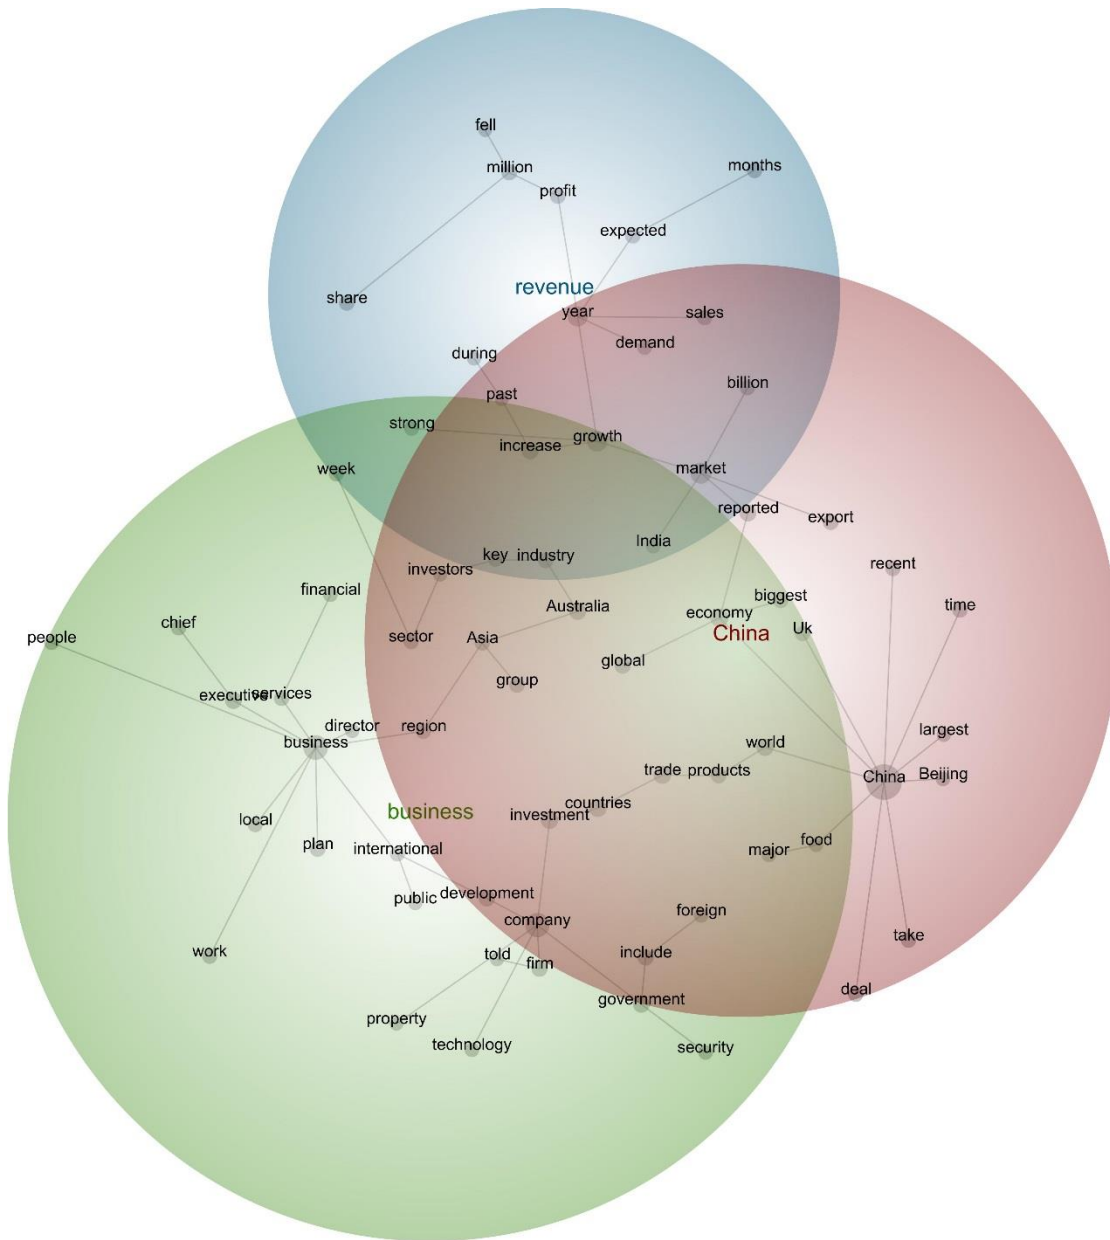 fell
million
months
profit
expected
revenue
share
year
sales
demand
during
billion
past
strong
growth
increase
week
market
reported
export
India
key
industry
investors
recent
financial
biggest
Australia
economy
time
chief
people
sector
Asia
China
Uk
global
group
executive
services
director
region
business
largest
world
trade
products
China
Beijing
countries
business
investment
local
plan
international
food
major
public
development
company
foreign
work
told
firm
include
take
deal
government
property
technology
security